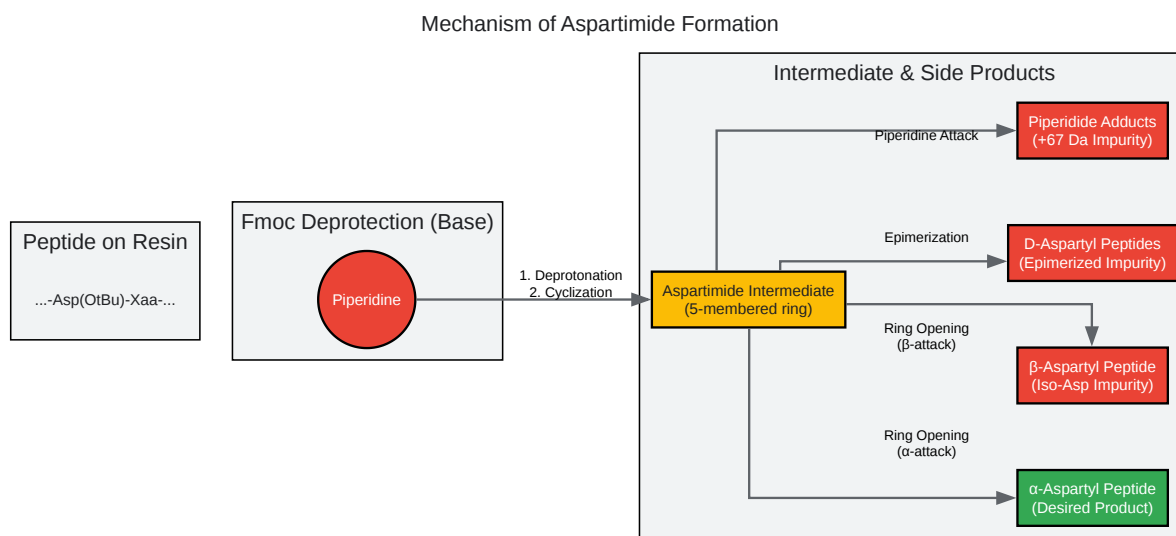 Mechanism of Aspartimide Formation
Peptide on Resin
...-Asp(OtBu)-Xaa-...
Fmoc Deprotection (Base)
Piperidine
1. Deprotonation
2. Cyclization
Intermediate & Side Products
Aspartimide Intermediate
(5-membered ring)
Piperidine Attack
Piperidide Adducts
(+67 Da Impurity)
Epimerization
D-Aspartyl Peptides
(Epimerized Impurity)
Ring Opening
(β-attack)
β-Aspartyl Peptide
(Iso-Asp Impurity)
Ring Opening
(α-attack)
α-Aspartyl Peptide
(Desired Product)